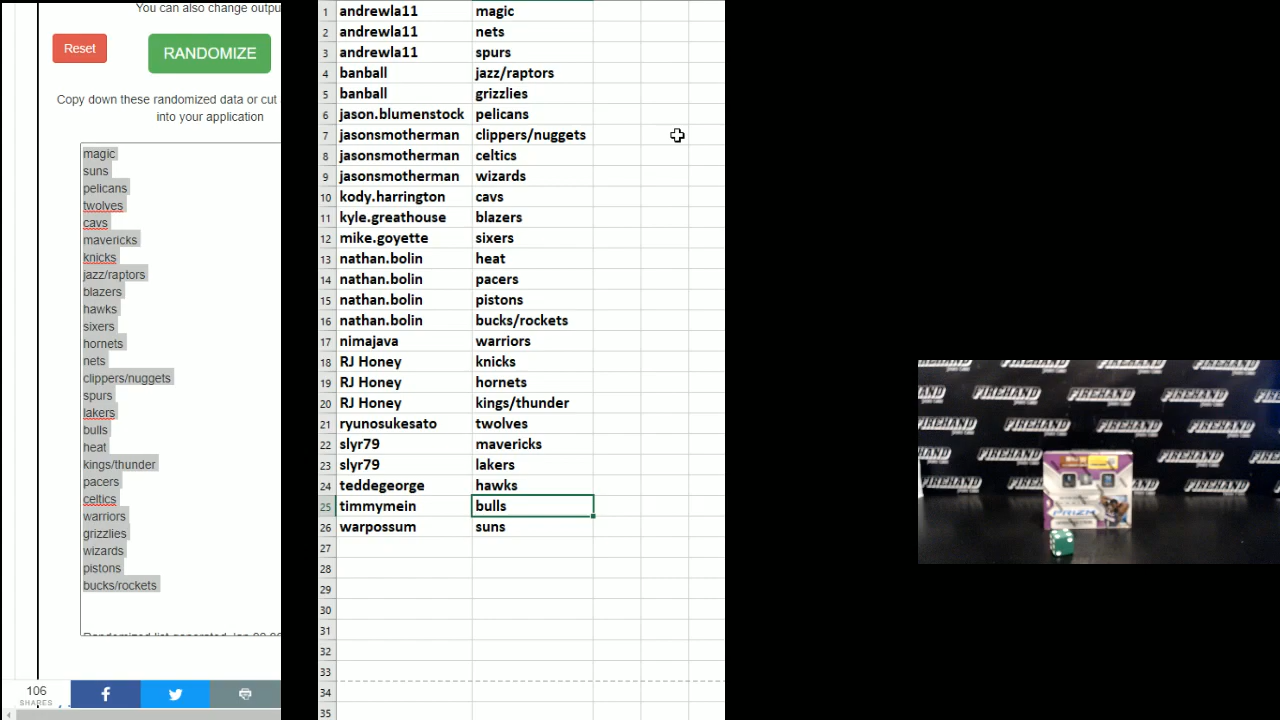 You can also change outpu
Reset
RANDOMIZE
Copy down these randomized data or cut
into your application
magic
suns
pelicans
twolves
cavs
mavericks
knicks
jazz/raptors
blazers
hawks
sixers
hornets
nets
clippers/nuggets
spurs
lakers
bulls
heat
kings/thunder
pacers
celtics
warriors
grizzlies
wizards
pistons
bucks/rockets
106
SHARES
1 andrewla11 magic
2 andrewla11 nets
3 andrewla11 spurs
4 banball jazz/raptors
5 banball grizzlies
6 jason.blumenstock pelicans
7 jasonsmotherman clippers/nuggets
8 jasonsmotherman celtics
9 jasonsmotherman wizards
10 kody.harrington cavs
11 kyle.greathouse blazers
12 mike.goyette sixers
13 nathan.bolin heat
14 nathan.bolin pacers
15 nathan.bolin pistons
16 nathan.bolin bucks/rockets
17 nimajava warriors
18 RJ Honey knicks
19 RJ Honey hornets
20 RJ Honey kings/thunder
21 ryunosukesato twolves
22 slyr79 mavericks
23 slyr79 lakers
24 teddegeorge hawks
25 timmymein bulls
26 warpossum suns
27
28
29
30
31
32
33
34
35
FIREHAND
PRIZM